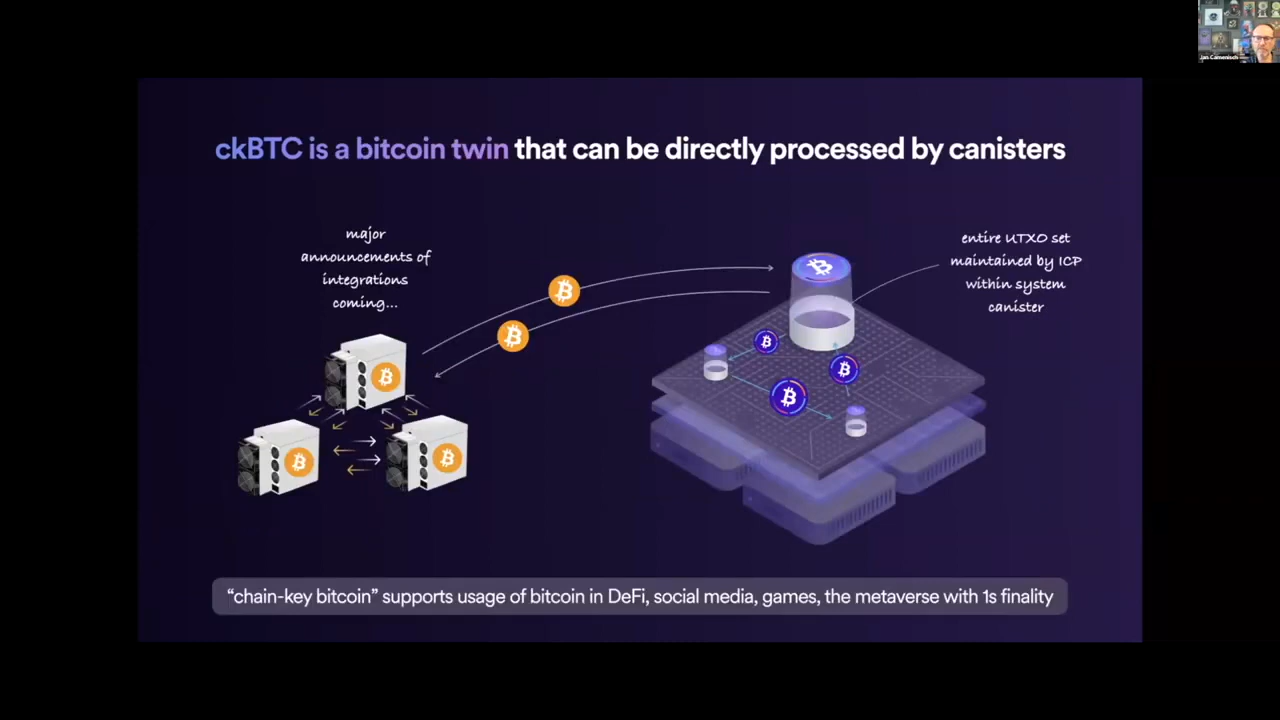 Jan Camenisch
ckBTC is a bitcoin twin that can be directly processed by canisters
major
announcements of
integrations
coming...
entire UTXO set
maintained by ICP
within system
canister
“chain-key bitcoin” supports usage of bitcoin in DeFi, social media, games, the metaverse with 1s finality